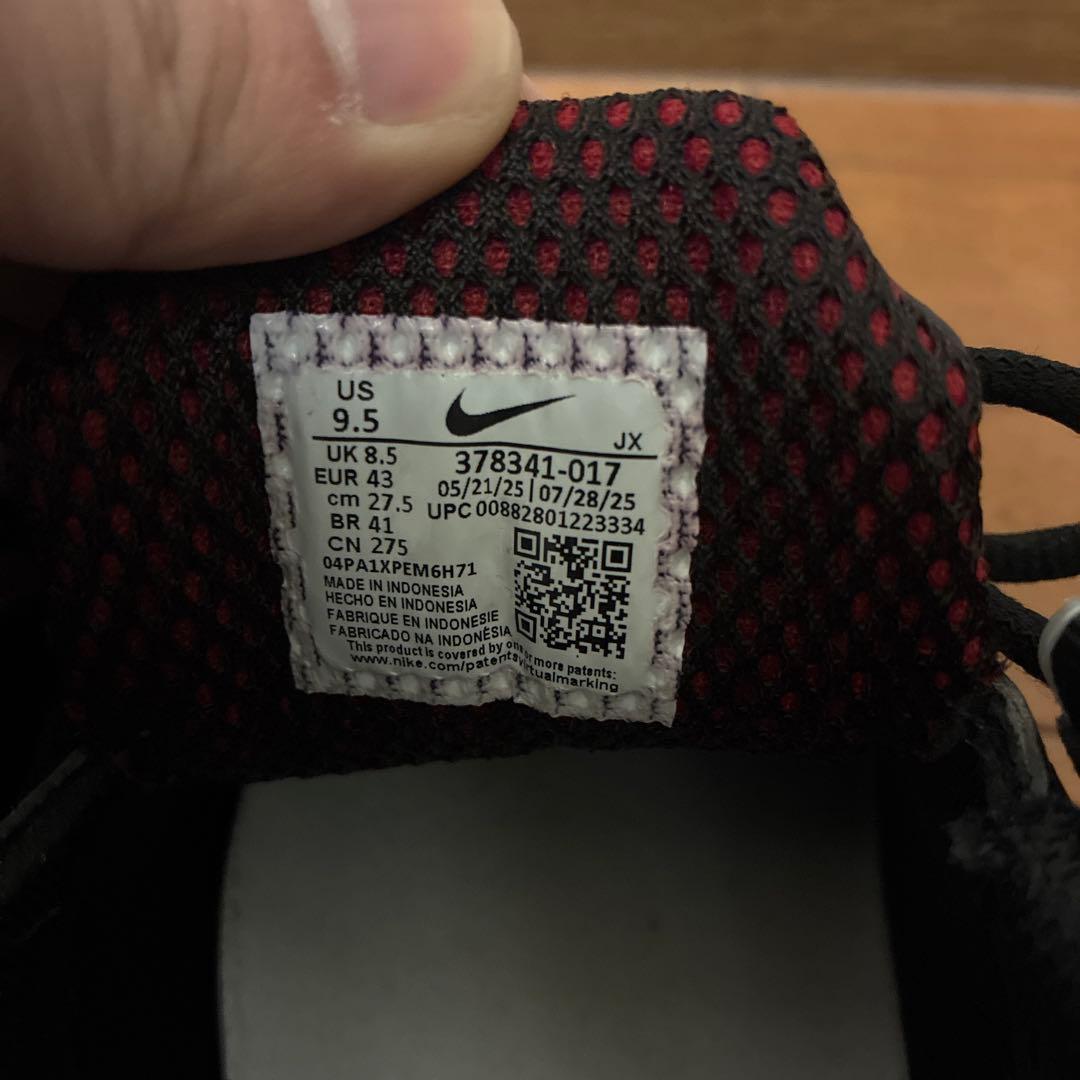 US
9.5
JX
UK 8.5
EUR 43
cm 27.5
BR 41
CN 275
378341-017
05/21/25 | 07/28/25
UPC 00882801223334
04PA1XPEM6H71
MADE IN INDONESIA
HECHO EN INDONESIA
FABRIQUE EN INDONESIE
FABRICADO NA INDONÉSIA
This product is covered by one or more patents:
www.nike.com/patentsvirtualmarking